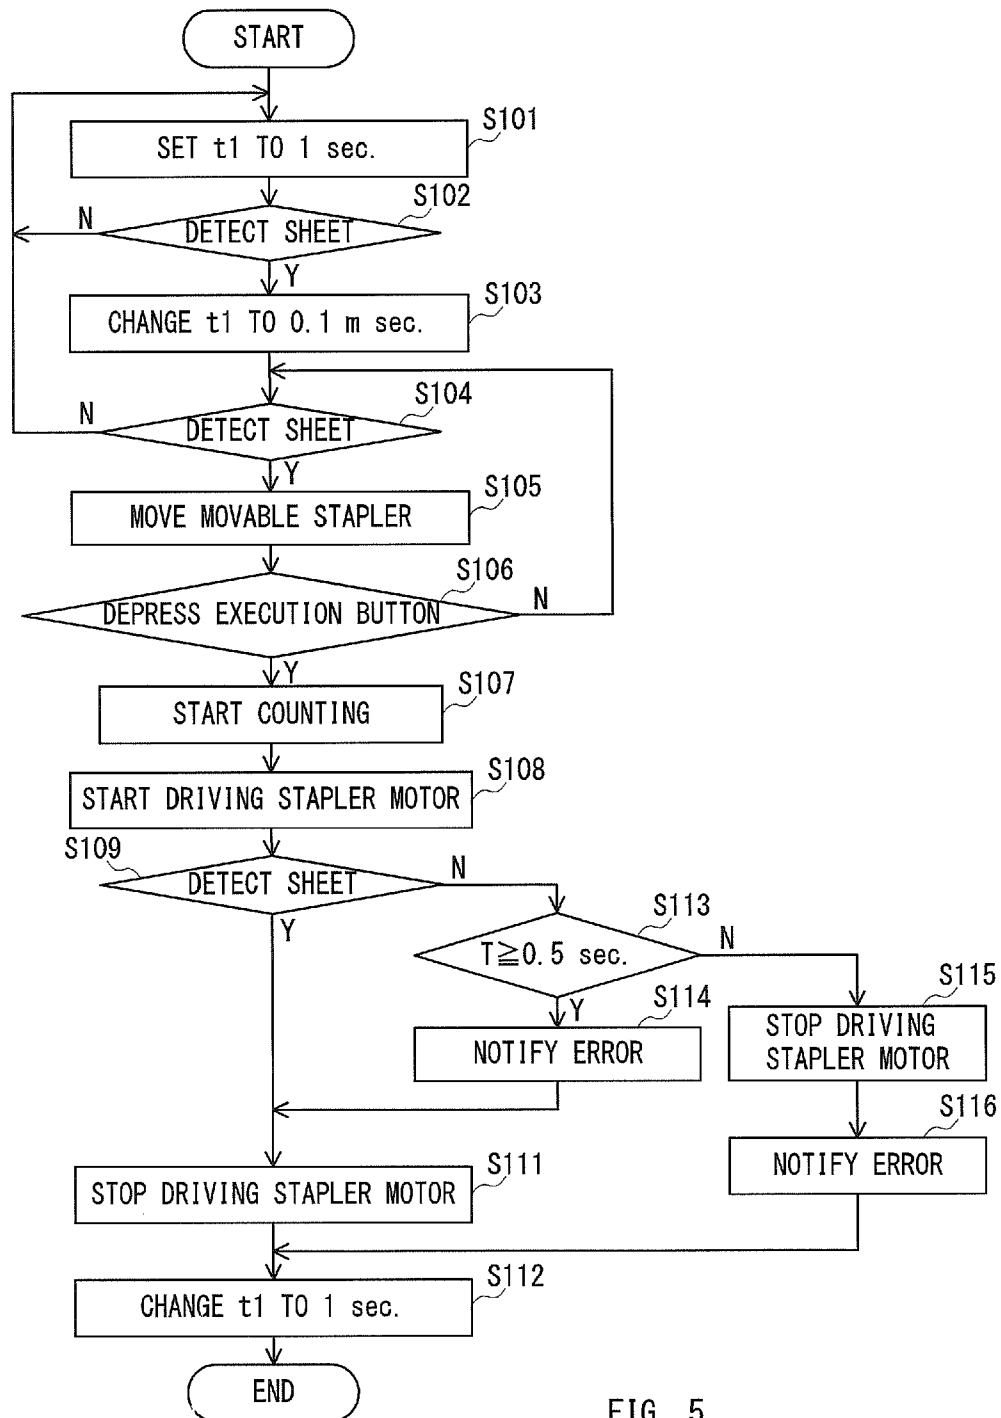 START
S101
SET t1 TO 1 sec.
S102
N
DETECT SHEET
Y
S103
CHANGE t1 TO 0.1 m sec.
S104
N
DETECT SHEET
Y
S105
MOVE MOVABLE STAPLER
S106
DEPRESS EXECUTION BUTTON
N
Y
S107
START COUNTING
S108
START DRIVING STAPLER MOTOR
S109
DETECT SHEET
N
Y
S113
T≧0.5 sec.
N
Y
S114
NOTIFY ERROR
S115
STOP DRIVING
STAPLER MOTOR
S116
NOTIFY ERROR
S111
STOP DRIVING STAPLER MOTOR
S112
CHANGE t1 TO 1 sec.
END
FIG. 5